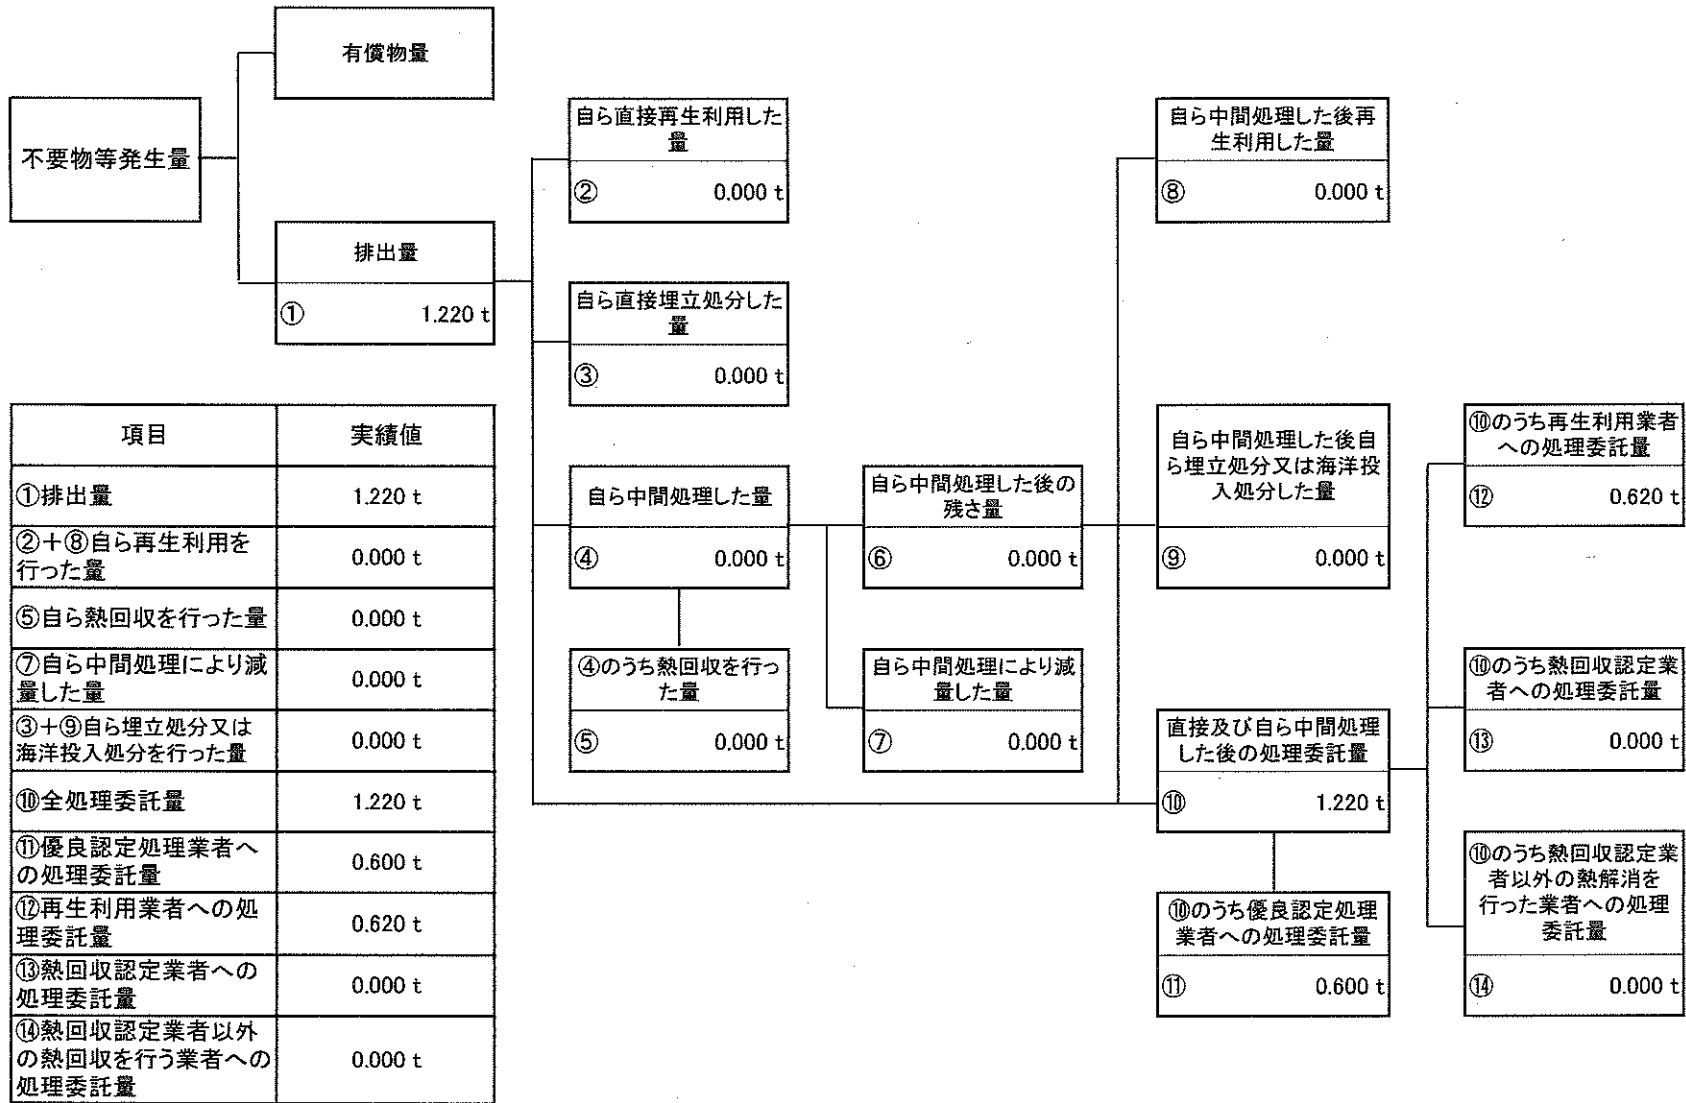 有償物量
不要物等発生量
排出量
① 1.220 t
自ら直接再生利用した
量
② 0.000 t
自ら直接埋立処分した
量
③ 0.000 t
自ら中間処理した量
④ 0.000 t
④のうち熱回収を行っ
た量
⑤ 0.000 t
自ら中間処理した後の
残さ量
⑥ 0.000 t
自ら中間処理により減
量した量
⑦ 0.000 t
自ら中間処理した後再
生利用した量
⑧ 0.000 t
自ら中間処理した後自
ら埋立処分又は海洋投
入処分した量
⑨ 0.000 t
直接及び自ら中間処理
した後の処理委託量
⑩ 1.220 t
⑩のうち優良認定処理
業者への処理委託量
⑪ 0.600 t
⑩のうち再生利用業者
への処理委託量
⑫ 0.620 t
⑩のうち熱回収認定業
者への処理委託量
⑬ 0.000 t
⑩のうち熱回収認定業
者以外の熱解消を
行った業者への処理
委託量
⑭ 0.000 t
項目 実績値
①排出量 1.220 t
②＋⑧自ら再生利用を
行った量 0.000 t
⑤自ら熱回収を行った量 0.000 t
⑦自ら中間処理により減
量した量 0.000 t
③＋⑨自ら埋立処分又は
海洋投入処分を行った量 0.000 t
⑩全処理委託量 1.220 t
⑪優良認定処理業者へ
の処理委託量 0.600 t
⑫再生利用業者への処
理委託量 0.620 t
⑬熱回収認定業者への
処理委託量 0.000 t
⑭熱回収認定業者以外
の熱回収を行う業者への
処理委託量 0.000 t